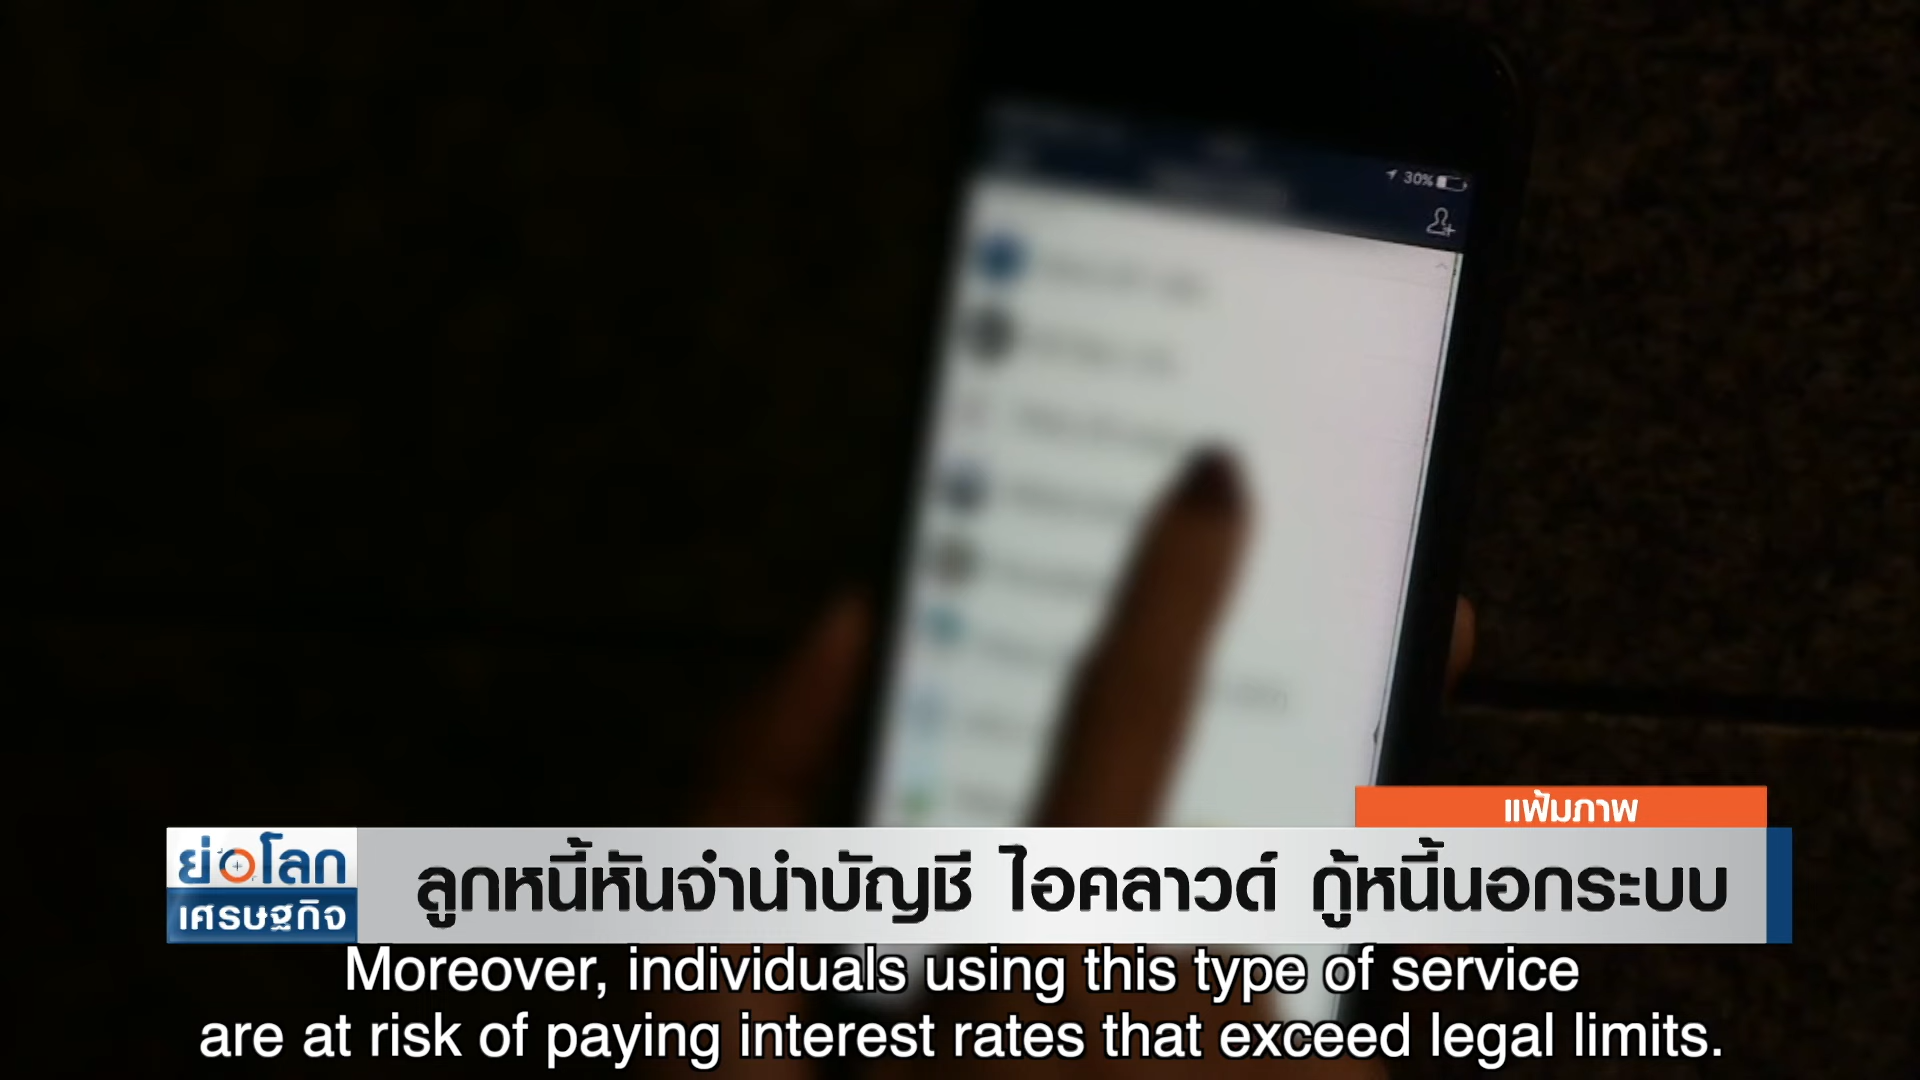 30%
แฟ้มภาพ
ย่อโลก
เศรษฐกิจ
ลูกหนี้หันจำนำบัญชี ไอคลาวด์ กู้หนี้นอกระบบ
Moreover, individuals using this type of service
are at risk of paying interest rates that exceed legal limits.